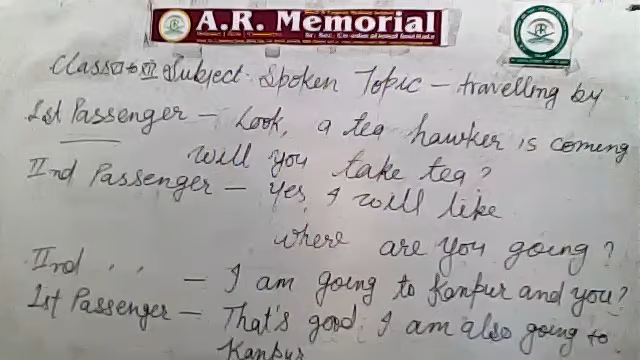 A.R. Memorial
Class to XII Subject - Spoken Topic - travelling by
1st Passenger - Look, a tea hawker is coming
will you take tea?
IInd Passenger - Yes, I will like
where are you going?
IInd " - I am going to Kanpur and you?
1st Passenger - That's good, I am also going to
Kanpur